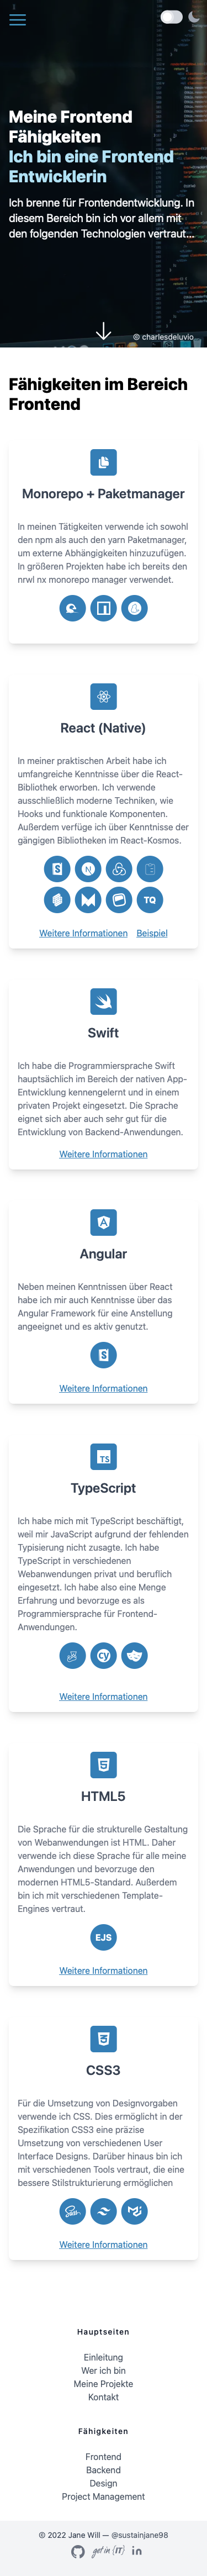 Meine Frontend
Fähigkeiten
Ich bin eine Frontend
Entwicklerin
Ich brenne für Frontendentwicklung. In
diesem Bereich bin ich vor allem mit
den folgenden Technologien vertraut...
© charlesdeluvio
Fähigkeiten im Bereich
Frontend
Monorepo + Paketmanager
In meinen Tätigkeiten verwende ich sowohl
den npm als auch den yarn Paketmanager,
um externe Abhängigkeiten hinzuzufügen.
In größeren Projekten habe ich bereits den
nrwl nx monorepo manager verwendet.
React (Native)
In meiner praktischen Arbeit habe ich
umfangreiche Kenntnisse über die React-
Bibliothek erworben. Ich verwende
ausschließlich moderne Techniken, wie
Hooks und funktionale Komponenten.
Außerdem verfüge ich über Kenntnisse der
gängigen Bibliotheken im React-Kosmos.
TQ
Weitere Informationen Beispiel
Swift
Ich habe die Programmiersprache Swift
hauptsächlich im Bereich der nativen App-
Entwicklung kennengelernt und in einem
privaten Projekt eingesetzt. Die Sprache
eignet sich aber auch sehr gut für die
Entwicklung von Backend-Anwendungen.
Weitere Informationen
Angular
Neben meinen Kenntnissen über React
habe ich mir auch Kenntnisse über das
Angular Framework für eine Anstellung
angeeignet und es aktiv genutzt.
Weitere Informationen
TS
TypeScript
Ich habe mich mit TypeScript beschäftigt,
weil mir JavaScript aufgrund der fehlenden
Typisierung nicht zusagte. Ich habe
TypeScript in verschiedenen
Webanwendungen privat und beruflich
eingesetzt. Ich habe also eine Menge
Erfahrung und bevorzuge es als
Programmiersprache für Frontend-
Anwendungen.
Weitere Informationen
HTML5
Die Sprache für die strukturelle Gestaltung
von Webanwendungen ist HTML. Daher
verwende ich diese Sprache für alle meine
Anwendungen und bevorzuge den
modernen HTML5-Standard. Außerdem
bin ich mit verschiedenen Template-
Engines vertraut.
EJS
Weitere Informationen
CSS3
Für die Umsetzung von Designvorgaben
verwende ich CSS. Dies ermöglicht in der
Spezifikation CSS3 eine präzise
Umsetzung von verschiedenen User
Interface Designs. Darüber hinaus bin ich
mit verschiedenen Tools vertraut, die eine
bessere Stilstrukturierung ermöglichen
Weitere Informationen
Hauptseiten
Einleitung
Wer ich bin
Meine Projekte
Kontakt
Fähigkeiten
Frontend
Backend
Design
Project Management
© 2022 Jane Will — @sustainjane98
get in (IT)
in